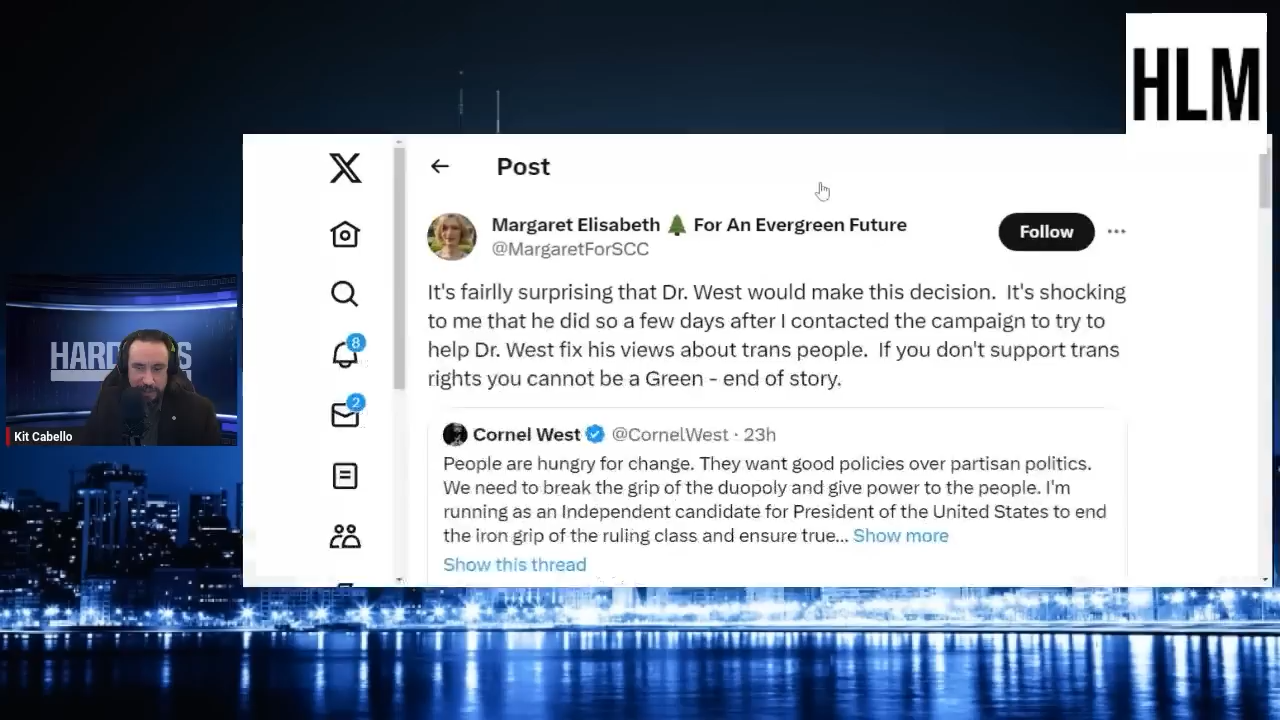 HLM
Post
Margaret Elisabeth 🌲 For An Evergreen Future
@MargaretForSCC
Follow
It's fairlly surprising that Dr. West would make this decision. It's shocking
to me that he did so a few days after I contacted the campaign to try to
help Dr. West fix his views about trans people. If you don't support trans
rights you cannot be a Green - end of story.
Cornel West @CornelWest · 23h
People are hungry for change. They want good policies over partisan politics.
We need to break the grip of the duopoly and give power to the people. I'm
running as an Independent candidate for President of the United States to end
the iron grip of the ruling class and ensure true... Show more
Show this thread
8
2
Kit Cabello